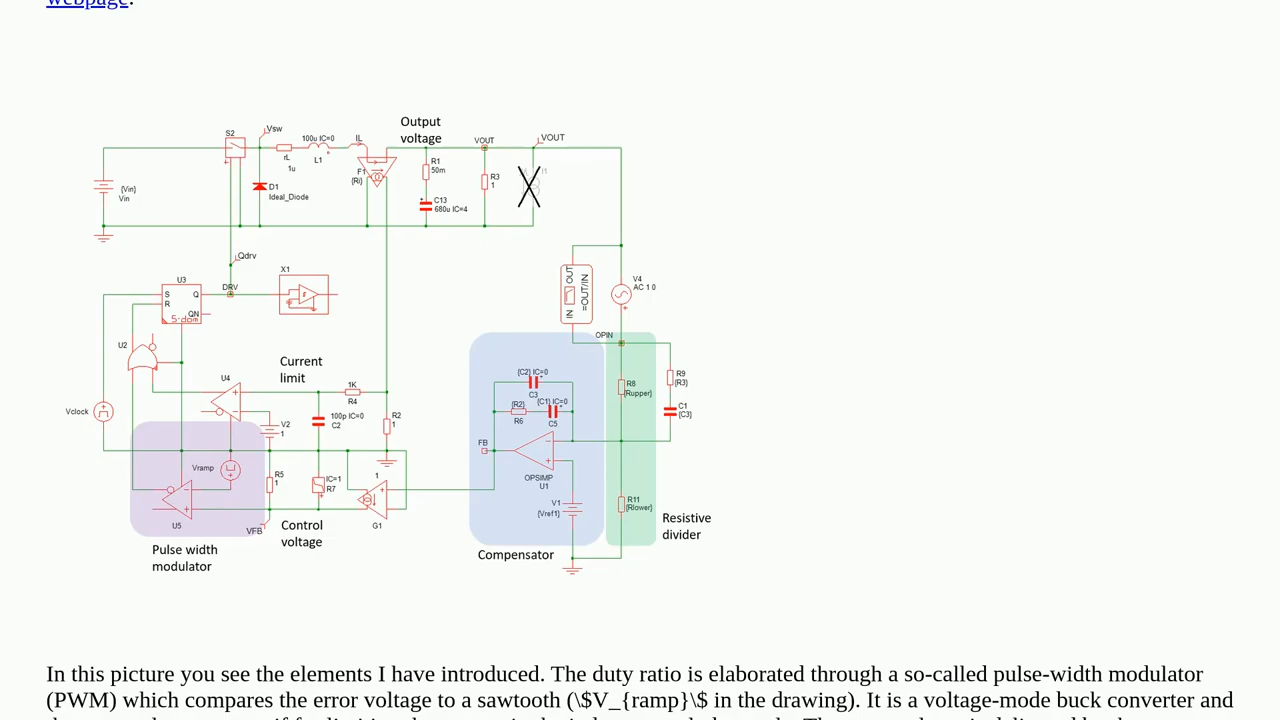 webpage.
Output
voltage
S2
Vsw
100u IC=0
IL
VOUT
VOUT
rL
1u
L1
F1
{Ri}
R1
50m
R3
1
I1
{Vin}
Vin
D1
Ideal_Diode
C13
680u IC=4
Qdrv
X1
U3
DRV
S
Q
R
QN
S-dom
OUT
IN
=OUT/IN
V4
AC 1 0
OPIN
U2
Current
limit
U4
1K
R4
{C2} IC=0
C3
{R2}
{C1} IC=0
R6
C5
R8
{Rupper}
R9
{R3}
C1
{C3}
Vclock
V2
1
100p IC=0
C2
R2
1
FB
OPSIMP
U1
Vramp
R5
1
IC=1
R7
1
V1
{Vref1}
R11
{Rlower}
U5
VFB
G1
Control
voltage
Resistive
divider
Pulse width
modulator
Compensator
In this picture you see the elements I have introduced. The duty ratio is elaborated through a so-called pulse-width modulator
(PWM) which compares the error voltage to a sawtooth (\$V_{ramp}\$ in the drawing). It is a voltage-mode buck converter and